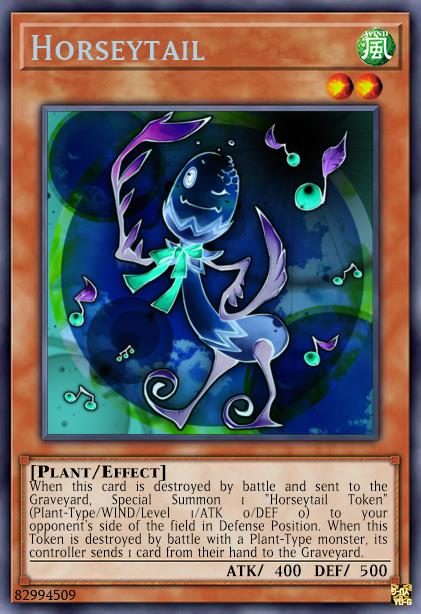 Horseytail
WIND
風
[Plant/Effect]
When this card is destroyed by battle and sent to the
Graveyard, Special Summon 1 "Horseytail Token"
(Plant-Type/WIND/Level 1/ATK 0/DEF 0) to your
opponent's side of the field in Defense Position. When this
Token is destroyed by battle with a Plant-Type monster, its
controller sends 1 card from their hand to the Graveyard.
ATK/ 400 DEF/ 500
82994509